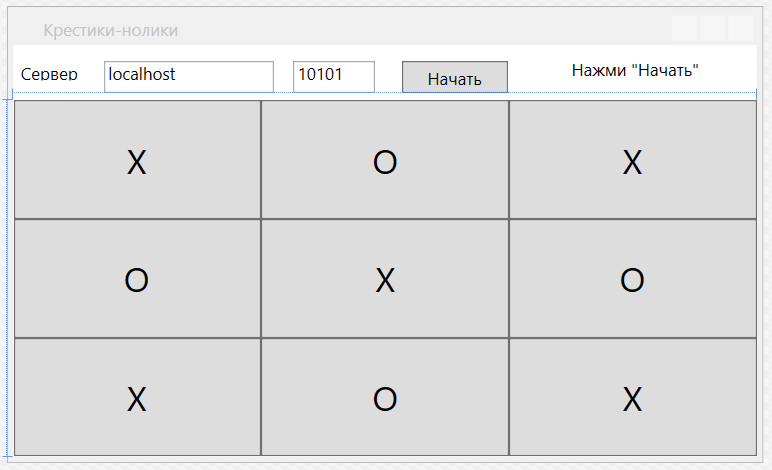 Крестики-нолики
Сервер localhost 10101 Начать Нажми "Начать"
X O X
O X O
X O X